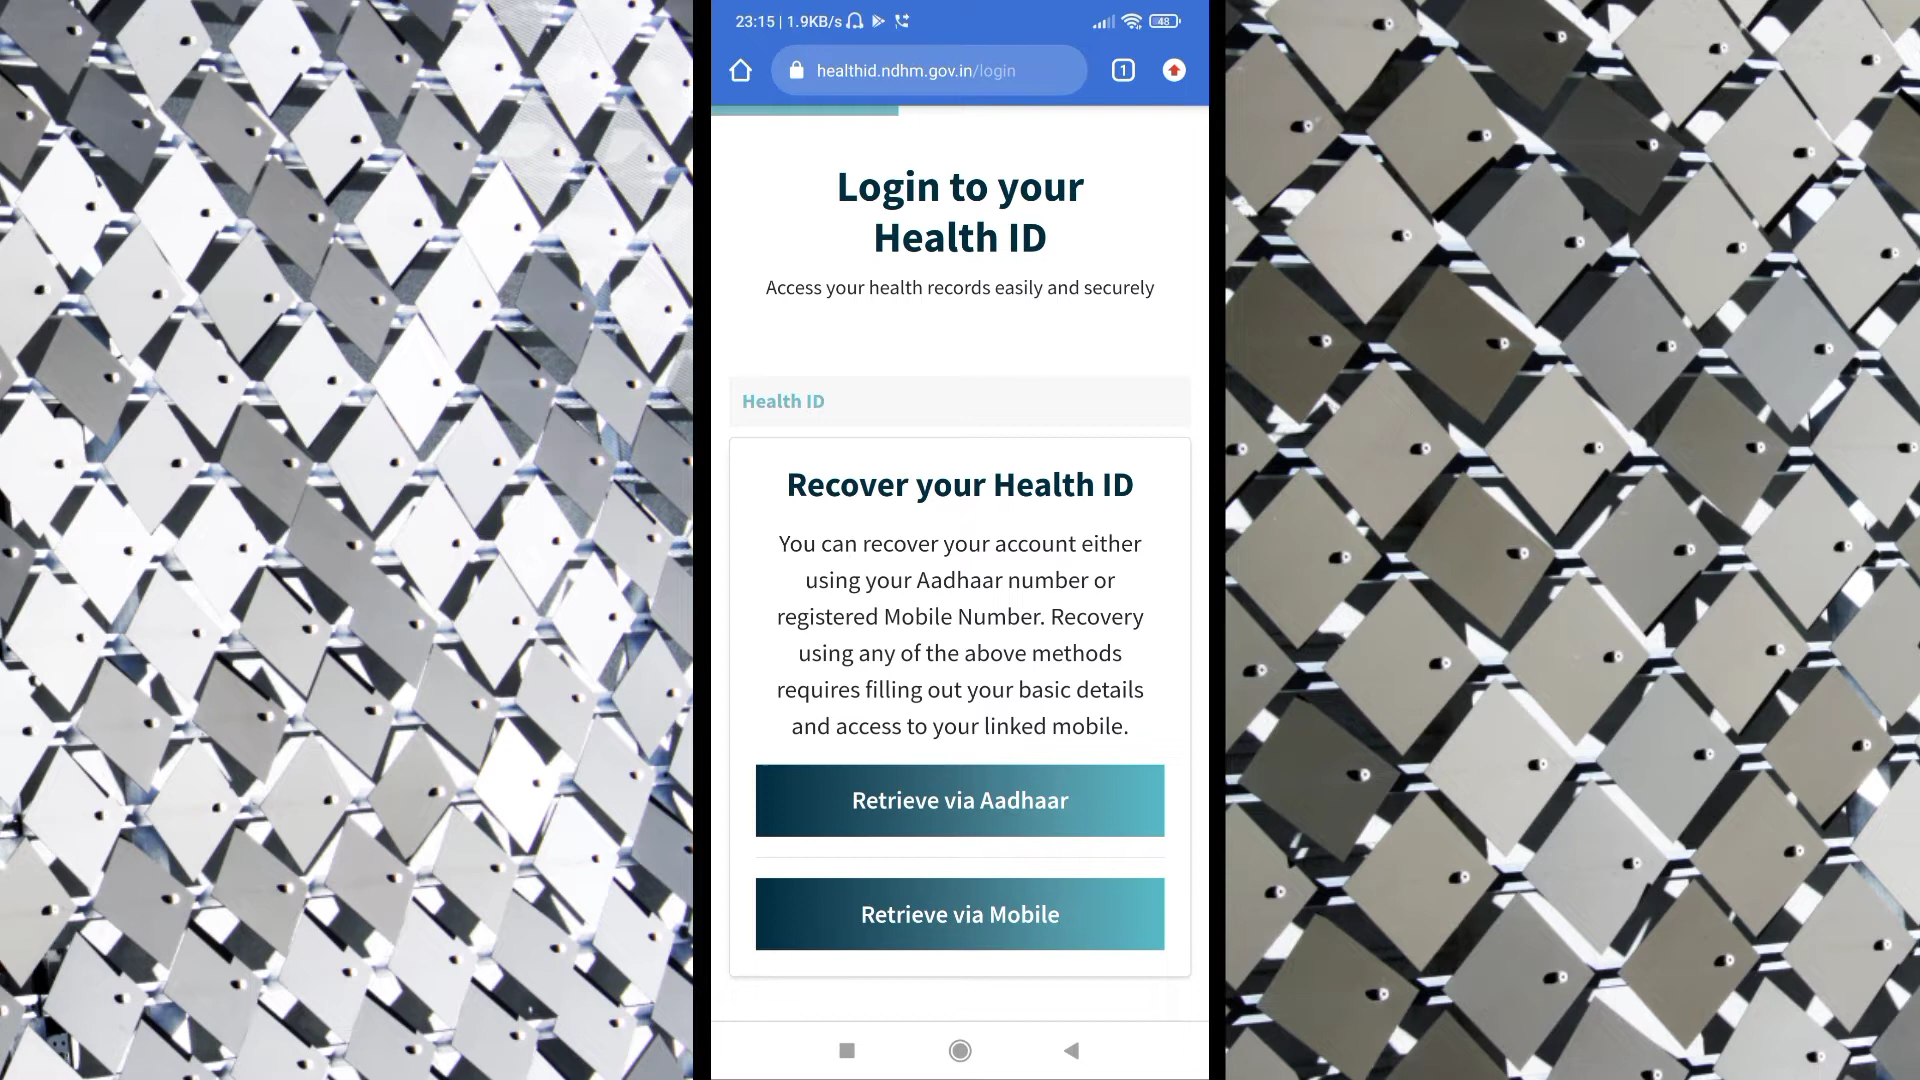 23:15 | 1.9KB/s
48
healthid.ndhm.gov.in/login
1
Login to your
Health ID
Access your health records easily and securely
Health ID
Recover your Health ID
You can recover your account either
using your Aadhaar number or
registered Mobile Number. Recovery
using any of the above methods
requires filling out your basic details
and access to your linked mobile.
Retrieve via Aadhaar
Retrieve via Mobile